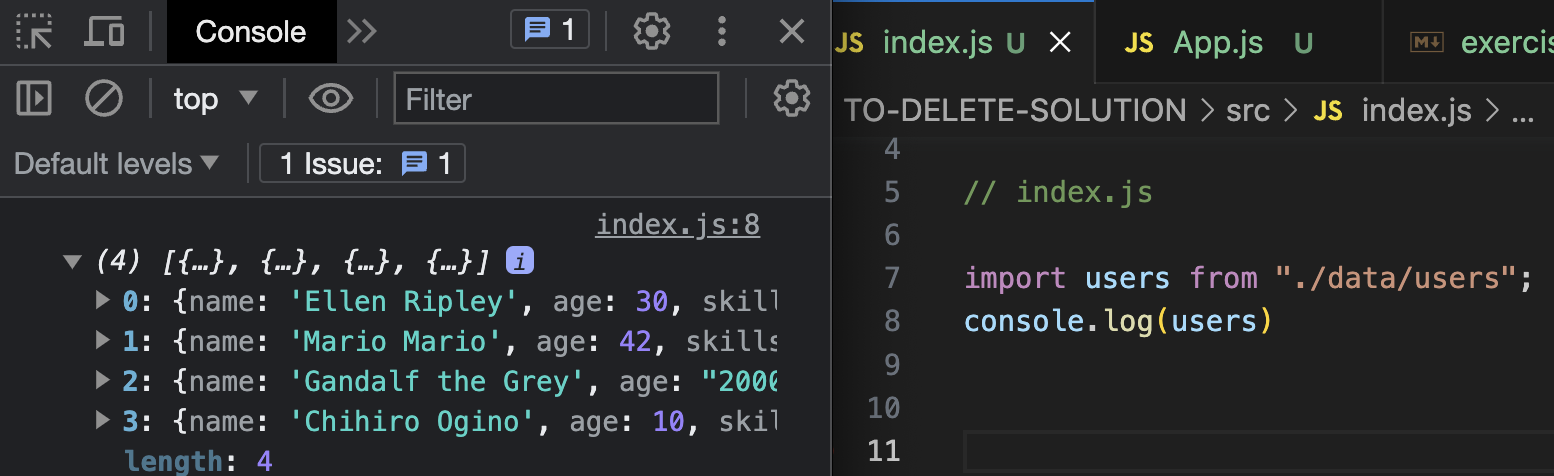 Console 1
top Filter
Default levels 1 Issue: 1
index.js:8
(4) [{…}, {…}, {…}, {…}] i
0: {name: 'Ellen Ripley', age: 30, skill
1: {name: 'Mario Mario', age: 42, skills
2: {name: 'Gandalf the Grey', age: "2000
3: {name: 'Chihiro Ogino', age: 10, skil
length: 4
JS index.js U JS App.js U M exercis
TO-DELETE-SOLUTION > src > JS index.js > ...
4
5 // index.js
6
7 import users from "./data/users";
8 console.log(users)
9
10
11